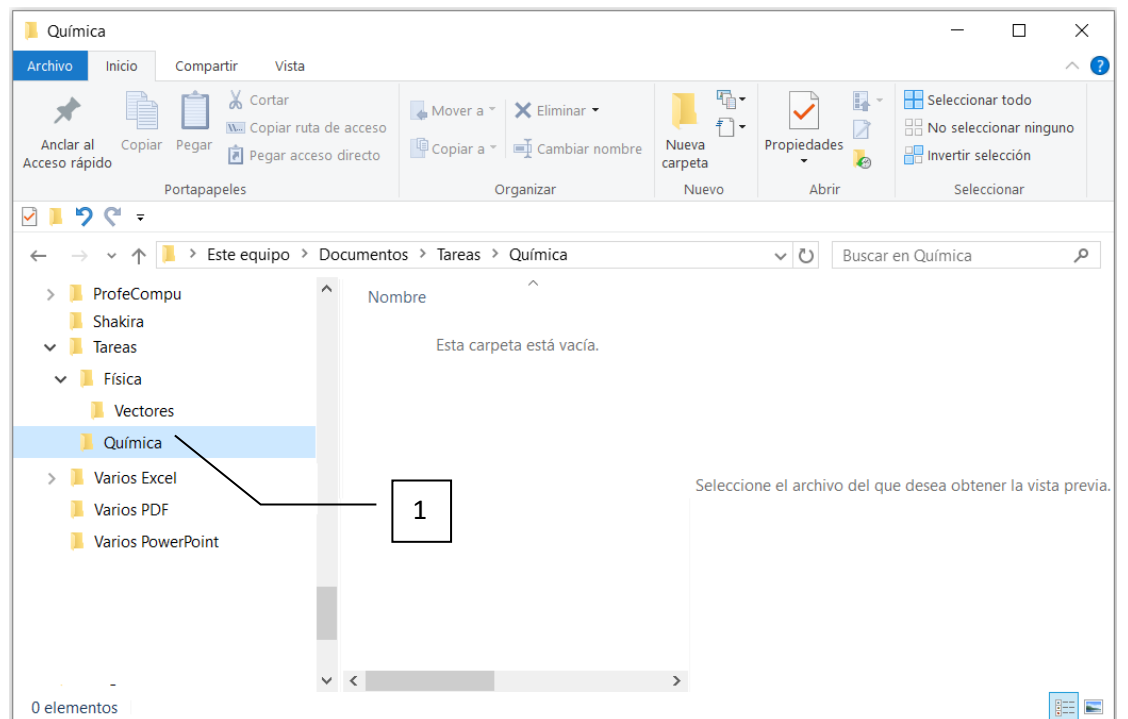 Química
Archivo Inicio Compartir Vista
Anclar al Acceso rápido
Copiar
Pegar
Cortar
Copiar ruta de acceso
Pegar acceso directo
Portapapeles
Mover a
Copiar a
Eliminar
Cambiar nombre
Organizar
Nueva carpeta
Nuevo
Propiedades
Abrir
Seleccionar todo
No seleccionar ninguno
Invertir selección
Seleccionar
Este equipo > Documentos > Tareas > Química
Buscar en Química
ProfeCompu
Shakira
Tareas
Física
Vectores
Química
Varios Excel
Varios PDF
Varios PowerPoint
Nombre
Esta carpeta está vacía.
1
Seleccione el archivo del que desea obtener la vista previa.
0 elementos